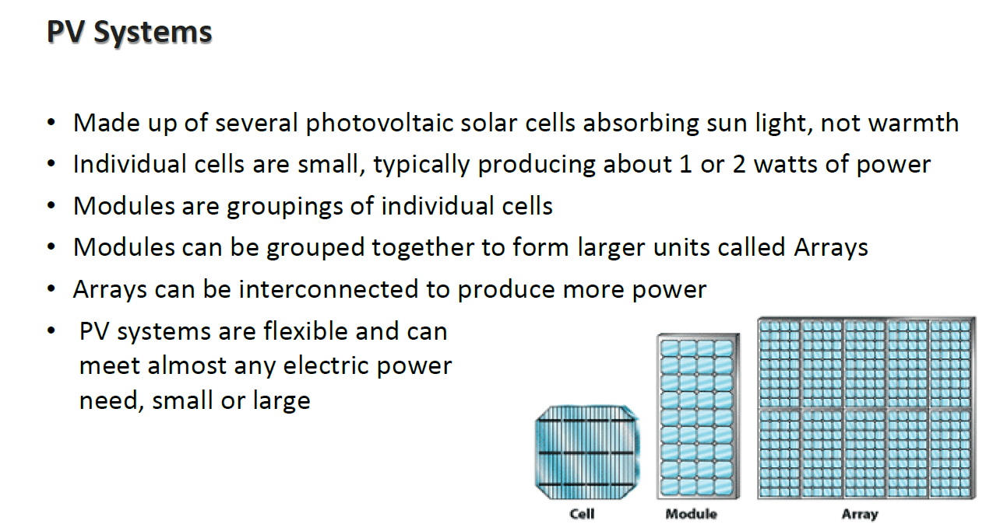 PV Systems
• Made up of several photovoltaic solar cells absorbing sun light, not warmth
• Individual cells are small, typically producing about 1 or 2 watts of power
• Modules are groupings of individual cells
• Modules can be grouped together to form larger units called Arrays
• Arrays can be interconnected to produce more power
• PV systems are flexible and can
meet almost any electric power
need, small or large
Cell
Module
Array